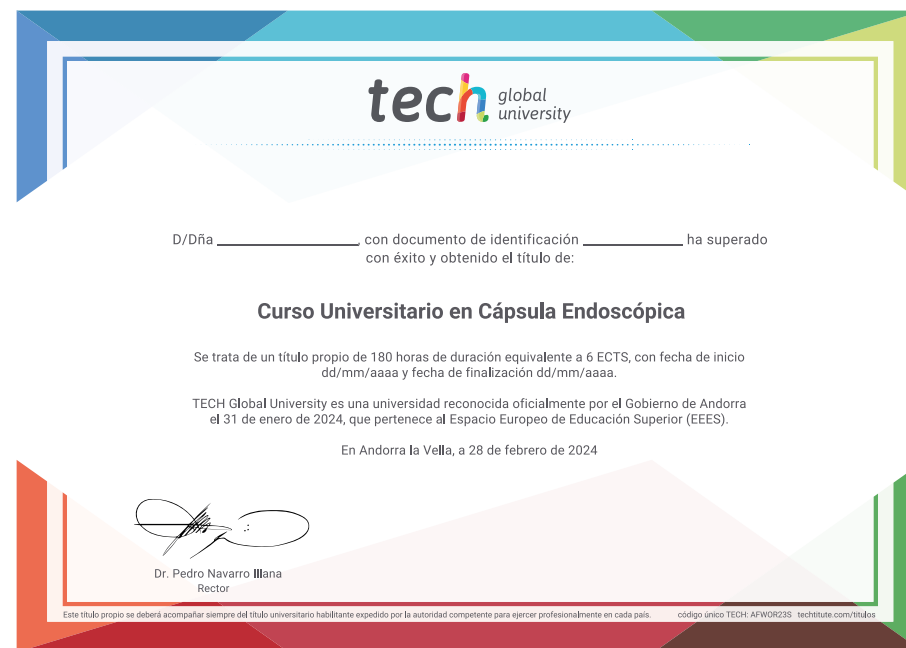 tech global university
D/Dña ____________________, con documento de identificación ______________ ha superado
con éxito y obtenido el título de:
Curso Universitario en Cápsula Endoscópica
Se trata de un título propio de 180 horas de duración equivalente a 6 ECTS, con fecha de inicio
dd/mm/aaaa y fecha de finalización dd/mm/aaaa.
TECH Global University es una universidad reconocida oficialmente por el Gobierno de Andorra
el 31 de enero de 2024, que pertenece al Espacio Europeo de Educación Superior (EEES).
En Andorra la Vella, a 28 de febrero de 2024
Dr. Pedro Navarro Illana
Rector
Este título propio se deberá acompañar siempre del título universitario habilitante expedido por la autoridad competente para ejercer profesionalmente en cada país. código único TECH: AFWOR23S techtitute.com/titulos